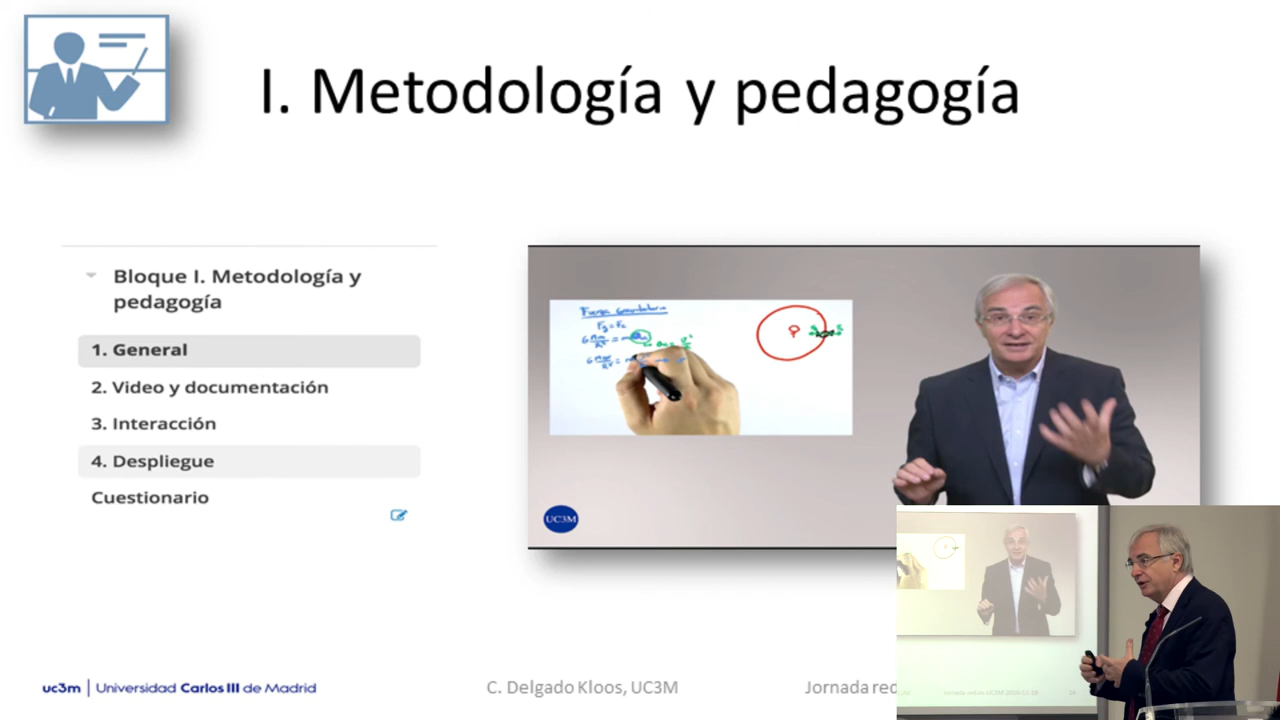 I. Metodología y pedagogía
Bloque I. Metodología y
pedagogía
1. General
2. Video y documentación
3. Interacción
4. Despliegue
Cuestionario
UC3M
uc3m | Universidad Carlos III de Madrid
C. Delgado Kloos, UC3M
Jornada red